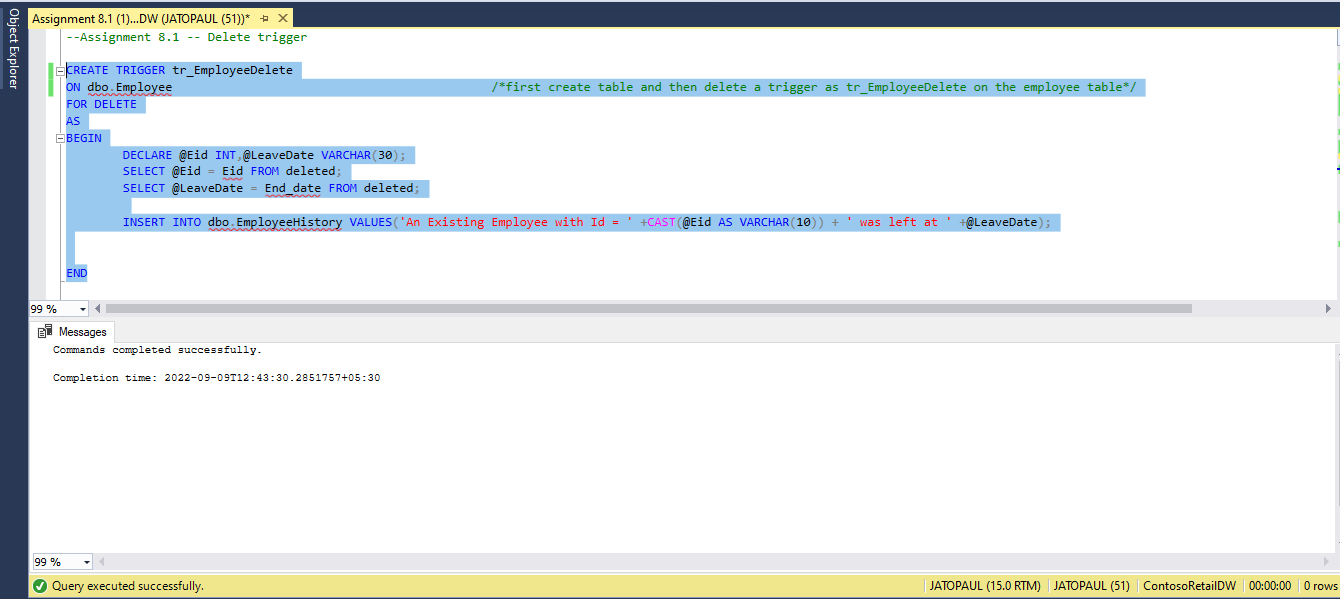 Assignment 8.1 (1)...DW (JATOPAUL (51))*
Object Explorer
--Assignment 8.1 -- Delete trigger
CREATE TRIGGER tr_EmployeeDelete
ON dbo.Employee /*first create table and then delete a trigger as tr_EmployeeDelete on the employee table*/
FOR DELETE
AS
BEGIN
DECLARE @Eid INT,@LeaveDate VARCHAR(30);
SELECT @Eid = Eid FROM deleted;
SELECT @LeaveDate = End_date FROM deleted;
INSERT INTO dbo.EmployeeHistory VALUES('An Existing Employee with Id = ' +CAST(@Eid AS VARCHAR(10)) + ' was left at ' +@LeaveDate);
END
99 %
Messages
Commands completed successfully.
Completion time: 2022-09-09T12:43:30.2851757+05:30
99 %
Query executed successfully. JATOPAUL (15.0 RTM) JATOPAUL (51) ContosoRetailDW 00:00:00 0 rows